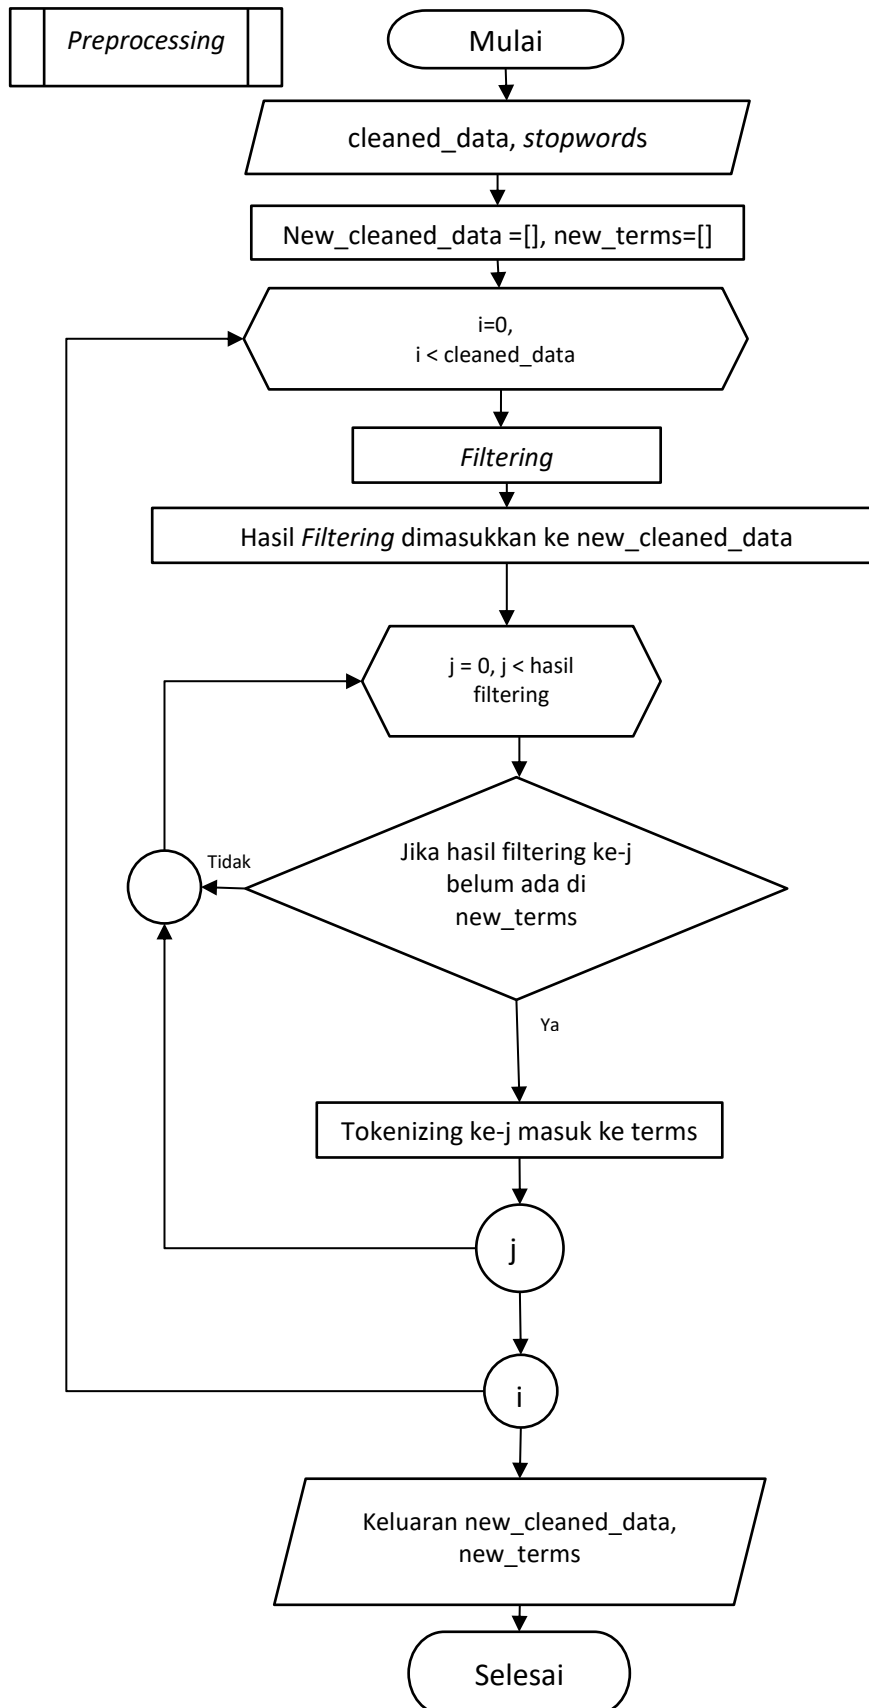 Preprocessing
Mulai
cleaned_data, stopwords
New_cleaned_data =[], new_terms=[]
i=0,
i < cleaned_data
Filtering
Hasil Filtering dimasukkan ke new_cleaned_data
j = 0, j < hasil
filtering
Jika hasil filtering ke-j
belum ada di
new_terms
Tidak
Ya
Tokenizing ke-j masuk ke terms
j
i
Keluaran new_cleaned_data,
new_terms
Selesai